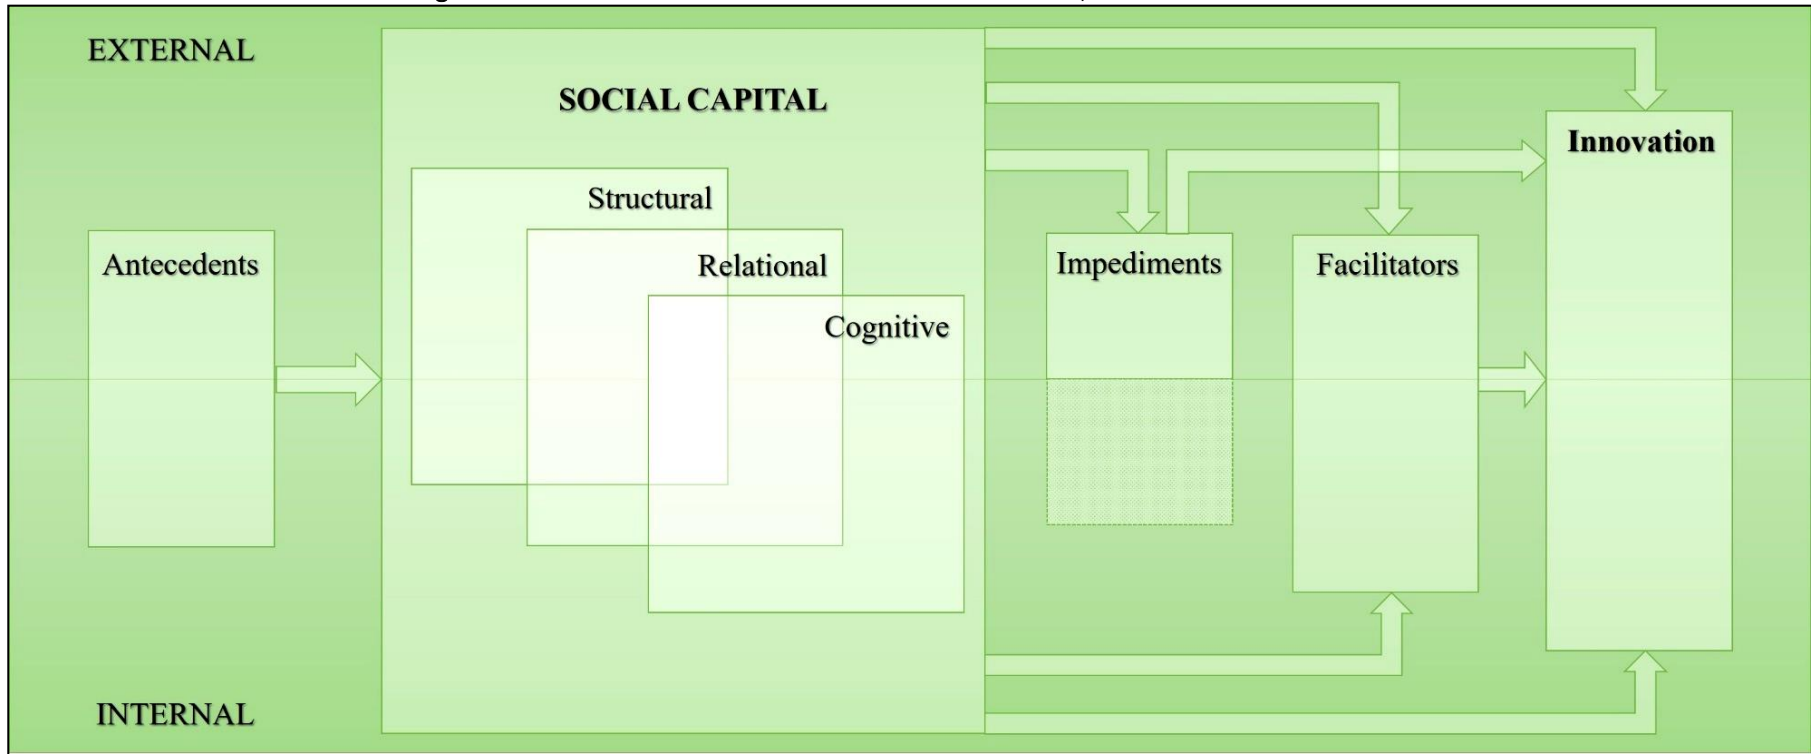 EXTERNAL
SOCIAL CAPITAL
Structural
Relational
Cognitive
Antecedents
Impediments
Facilitators
Innovation
INTERNAL